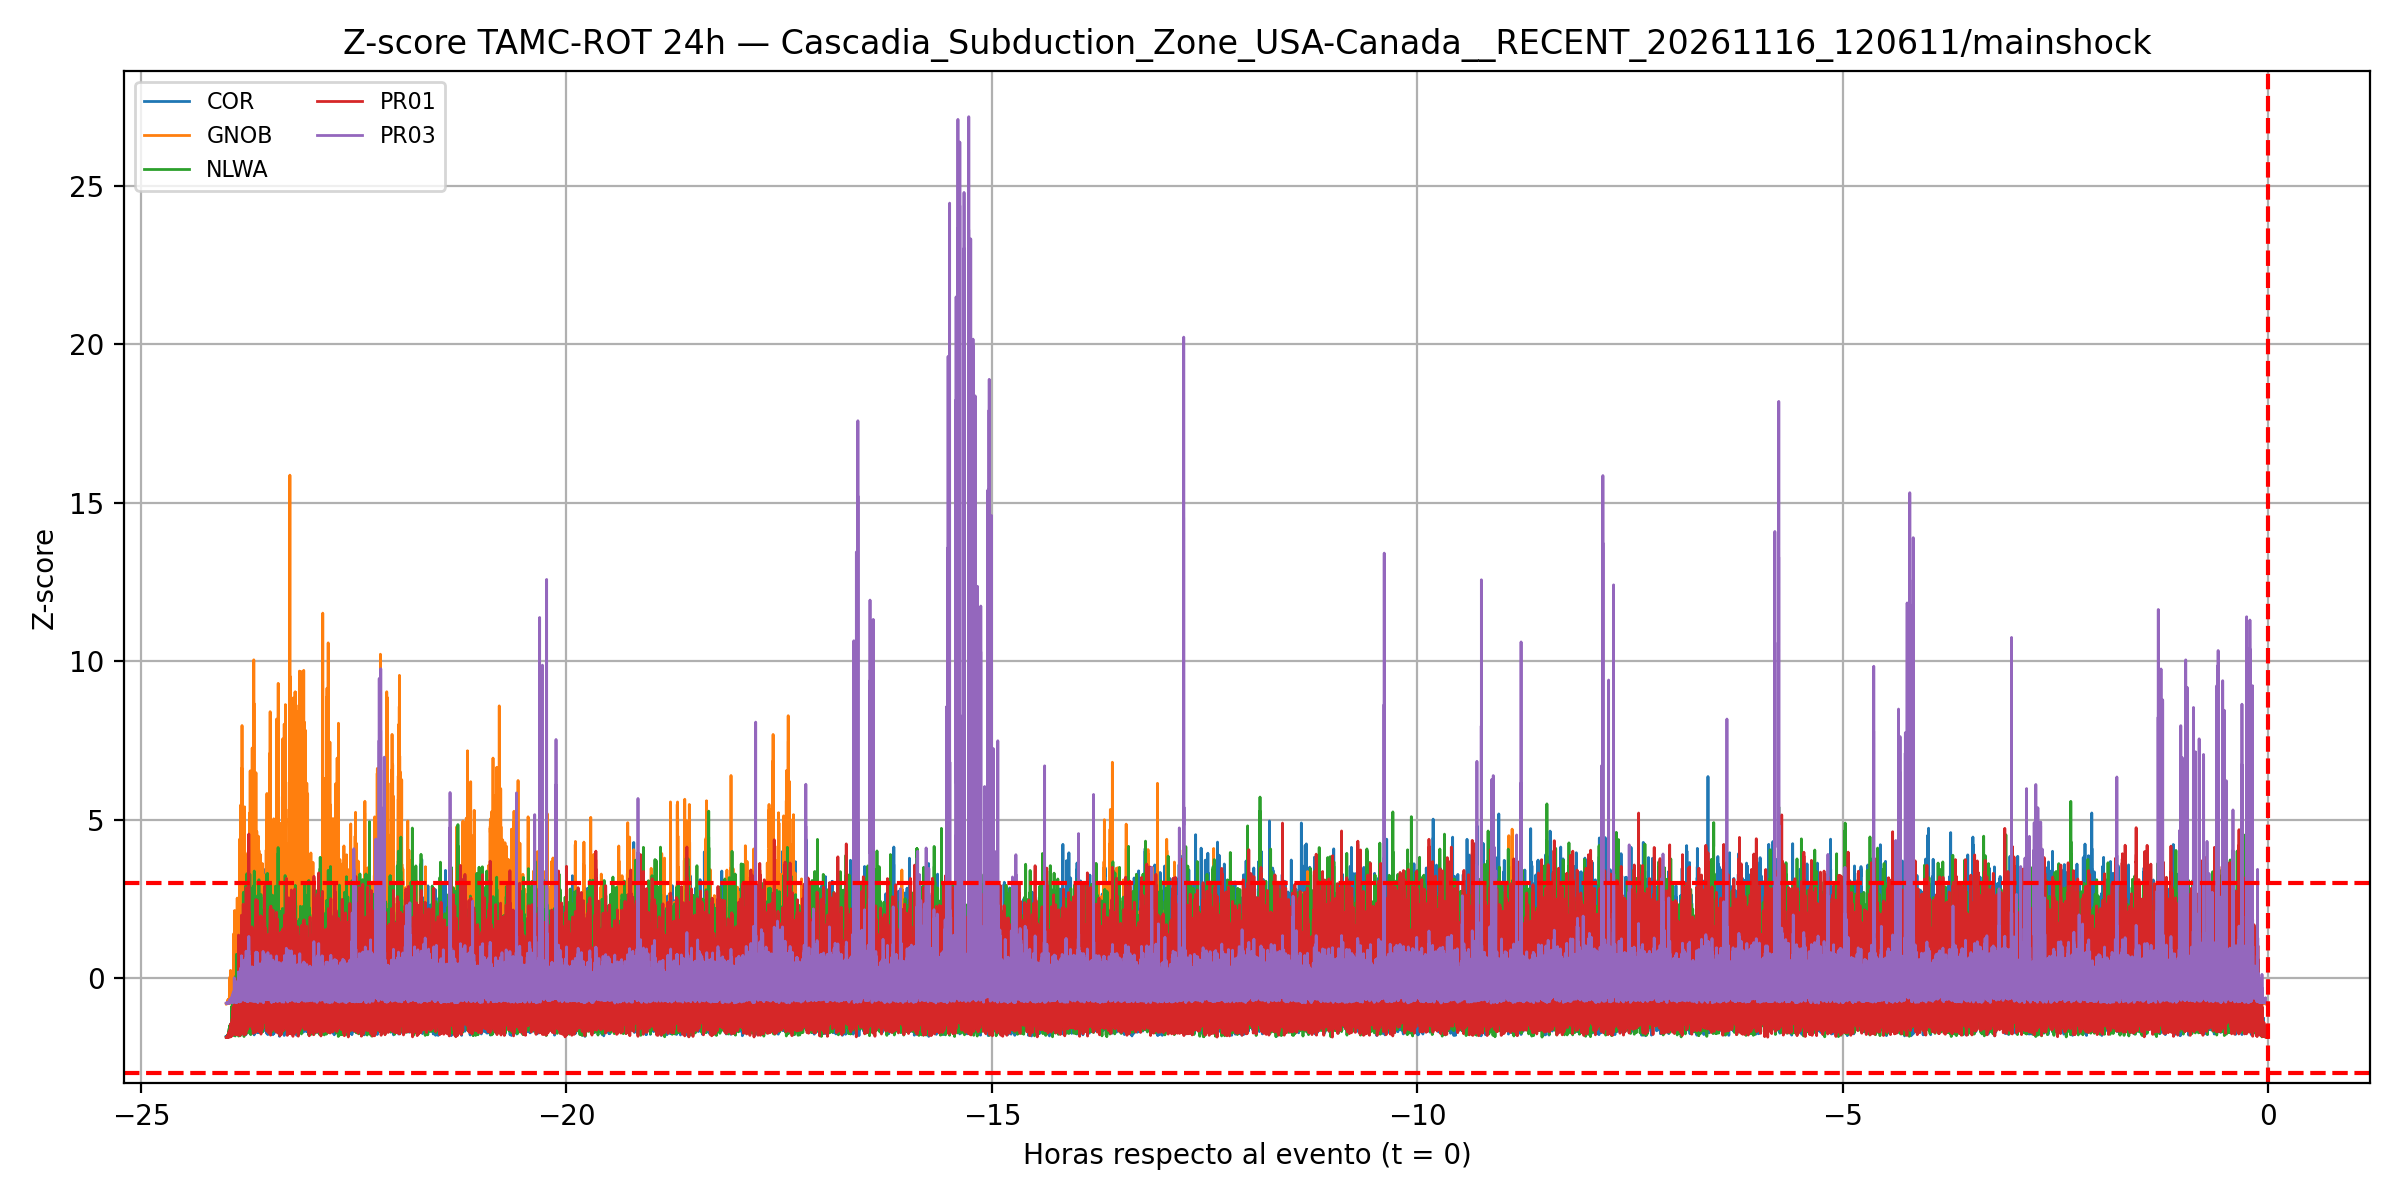 Z-score TAMC-ROT 24h — Cascadia_Subduction_Zone_USA-Canada__RECENT_20261116_120611/mainshock
COR
GNOB
NLWA
PR01
PR03
Z-score
25
20
15
10
5
0
−25
−20
−15
−10
−5
0
Horas respecto al evento (t = 0)